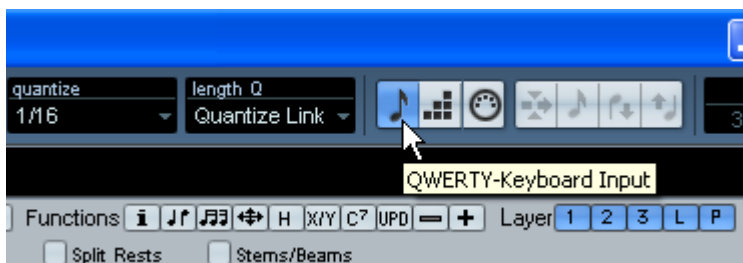 quantize length Q
1/16 Quantize Link
3
QWERTY-Keyboard Input
Functions i H X/Y C7 UPD Layer 1 2 3 L P
Split Rests Stems/Beams